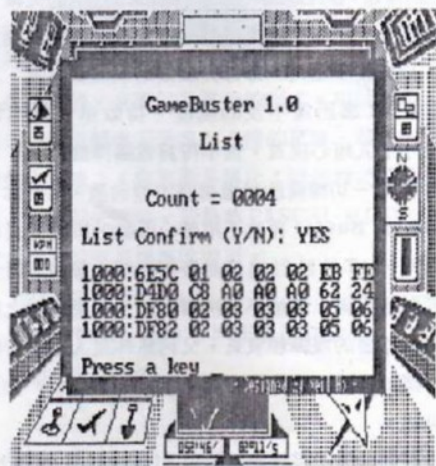 GameBuster 1.0
List
Count = 0004
List Confirm (Y/N): YES
1000:6E5C 01 02 02 02 EB FE
1000:D4D0 C8 A0 A0 A0 62 24
1000:DF80 02 03 03 03 05 06
1000:DF82 02 03 03 03 05 06
Press a key _
N
S
KPH
000